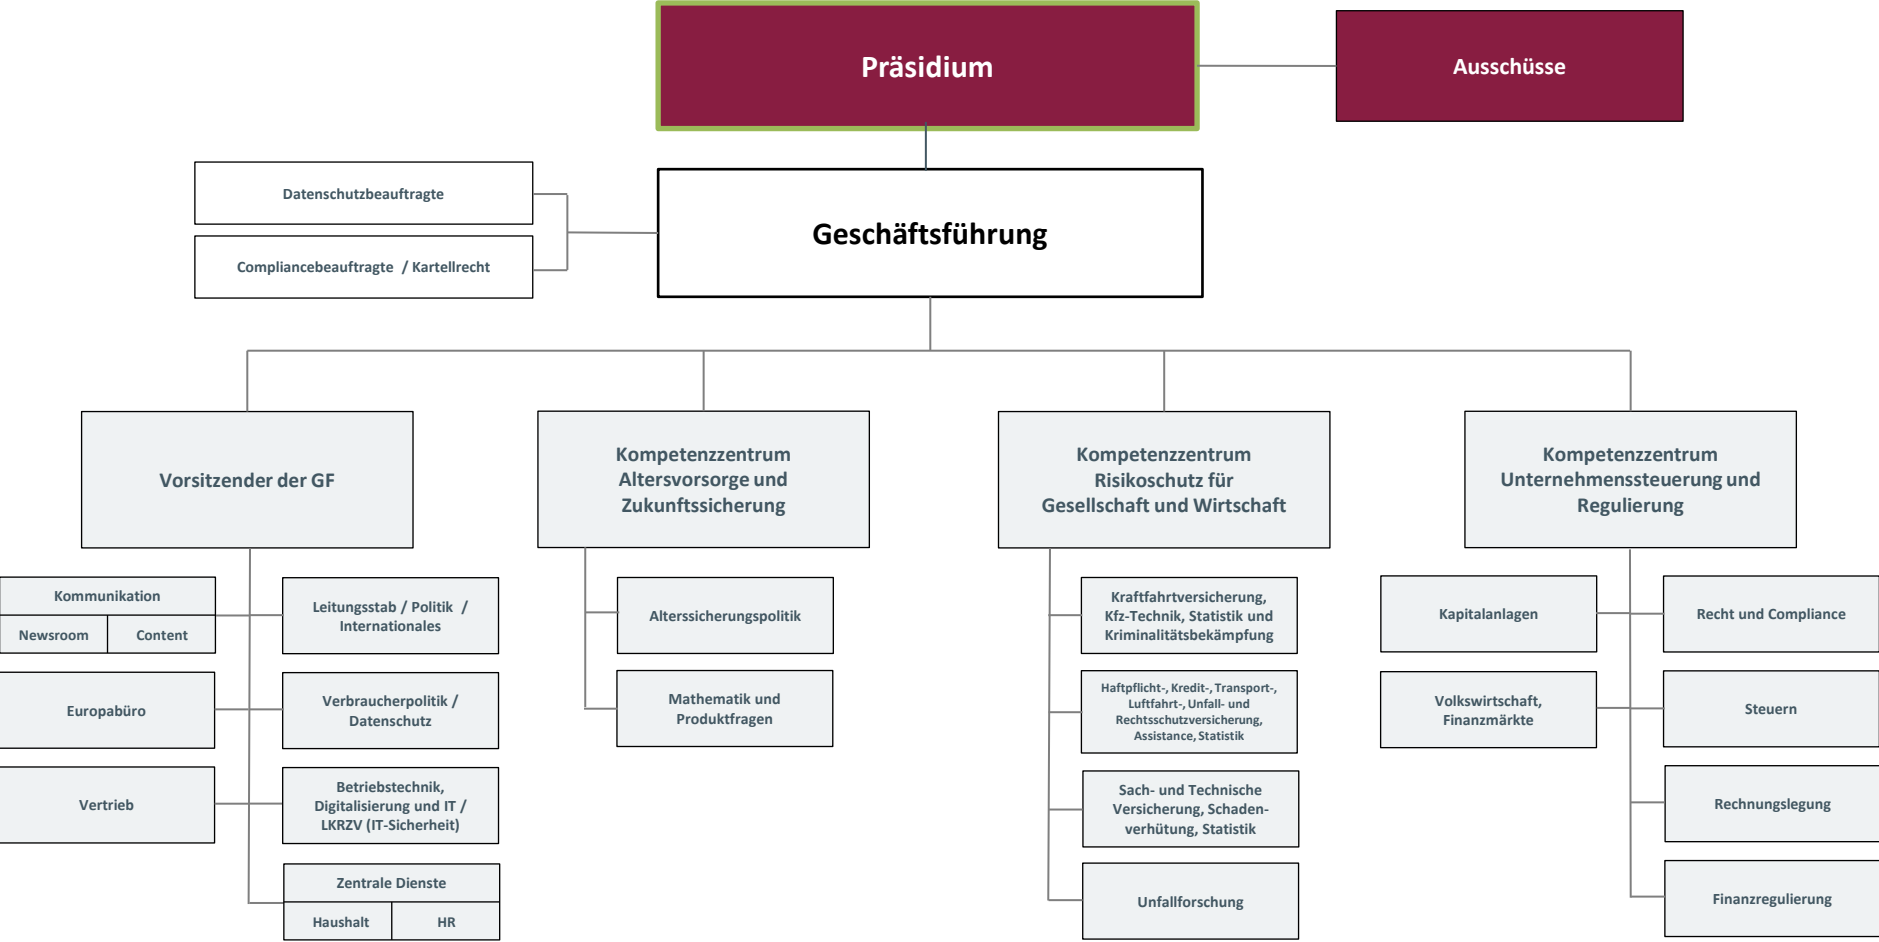 Präsidium
Ausschüsse
Datenschutzbeauftragte
Compliancebeauftragte / Kartellrecht
Geschäftsführung
Vorsitzender der GF
Kompetenzzentrum
Altersvorsorge und
Zukunftssicherung
Kompetenzzentrum
Risikoschutz für
Gesellschaft und Wirtschaft
Kompetenzzentrum
Unternehmenssteuerung und
Regulierung
Kommunikation
Newsroom
Content
Leitungsstab / Politik /
Internationales
Europabüro
Verbraucherpolitik /
Datenschutz
Vertrieb
Betriebstechnik,
Digitalisierung und IT /
LKRZV (IT-Sicherheit)
Zentrale Dienste
Haushalt
HR
Alterssicherungspolitik
Mathematik und
Produktfragen
Kraftfahrtversicherung,
Kfz-Technik, Statistik und
Kriminalitätsbekämpfung
Haftpflicht-, Kredit-, Transport-,
Luftfahrt-, Unfall- und
Rechtsschutzversicherung,
Assistance, Statistik
Sach- und Technische
Versicherung, Schaden-
verhütung, Statistik
Unfallforschung
Kapitalanlagen
Recht und Compliance
Volkswirtschaft,
Finanzmärkte
Steuern
Rechnungslegung
Finanzregulierung